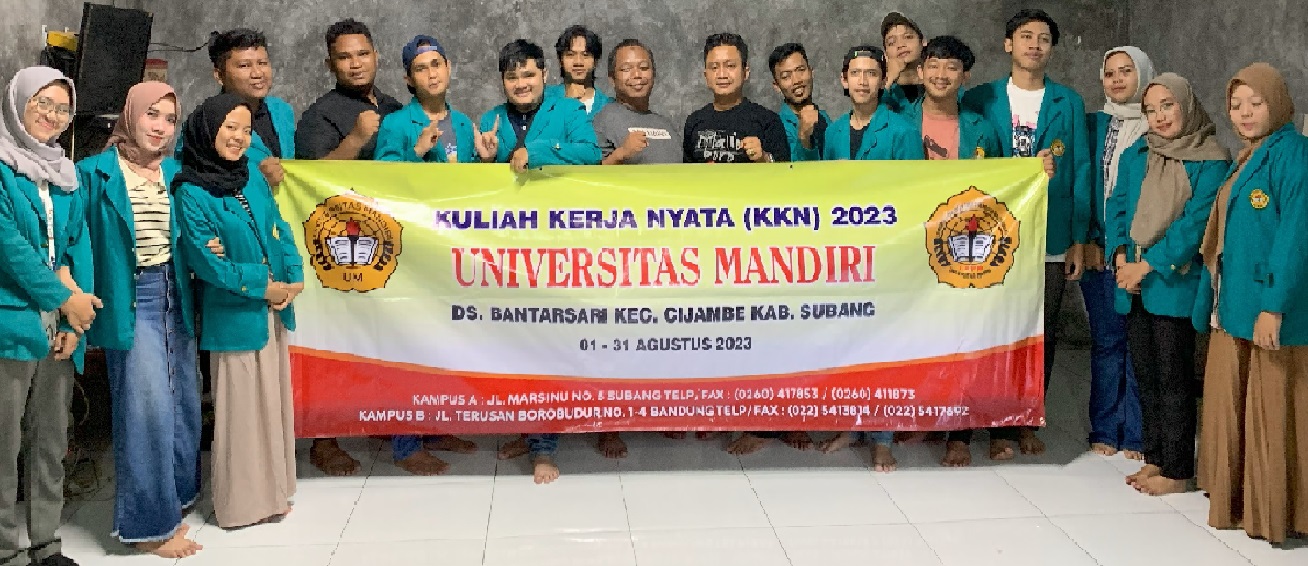 KULIAH KERJA NYATA (KKN) 2023
UNIVERSITAS MANDIRI
DS. BANTARSARI KEC. CIJAMBE KAB. SUBANG
01 - 31 AGUSTUS 2023
KAMPUS A : JL. MARSINU NO. 5 SUBANG TELP./FAX : (0260) 417853 / (0260) 411873
KAMPUS B : JL. TERUSAN BOROBUDUR NO. 1-4 BANDUNG TELP/FAX : (022) 5413814 / (022) 5417692
UM